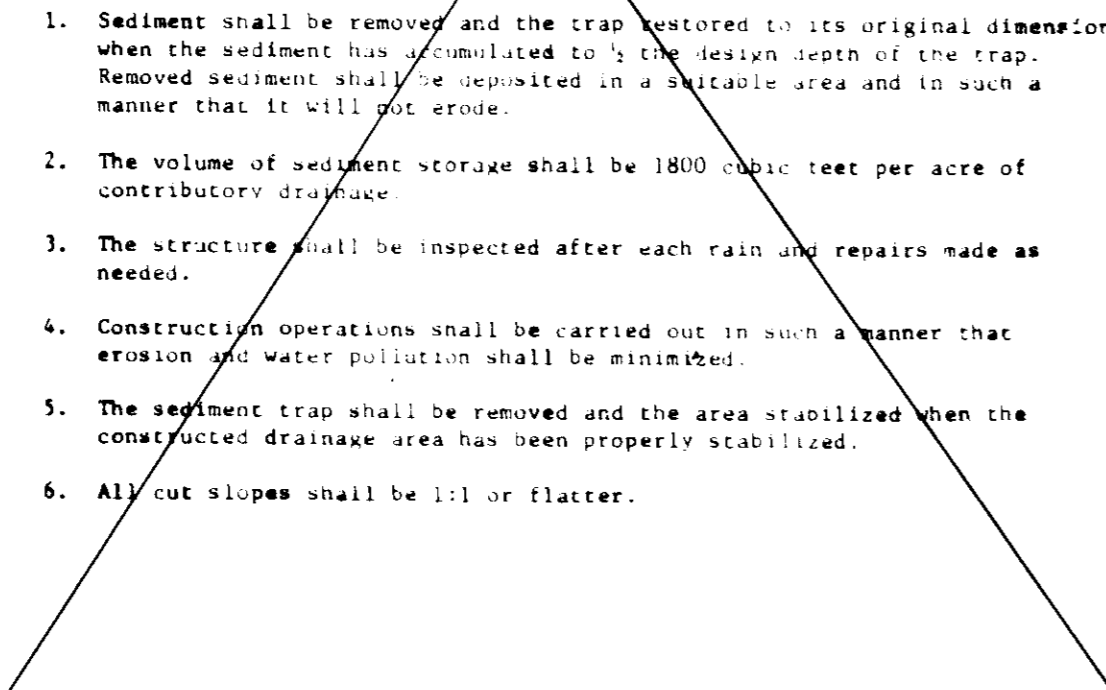 1. Sediment shall be removed and the trap restored to its original dimension
when the sediment has accumulated to ½ the design depth of the trap.
Removed sediment shall be deposited in a suitable area and in such a
manner that it will not erode.
2. The volume of sediment storage shall be 1800 cubic feet per acre of
contributory drainage.
3. The structure shall be inspected after each rain and repairs made as
needed.
4. Construction operations shall be carried out in such a manner that
erosion and water pollution shall be minimized.
5. The sediment trap shall be removed and the area stabilized when the
constructed drainage area has been properly stabilized.
6. All cut slopes shall be 1:1 or flatter.